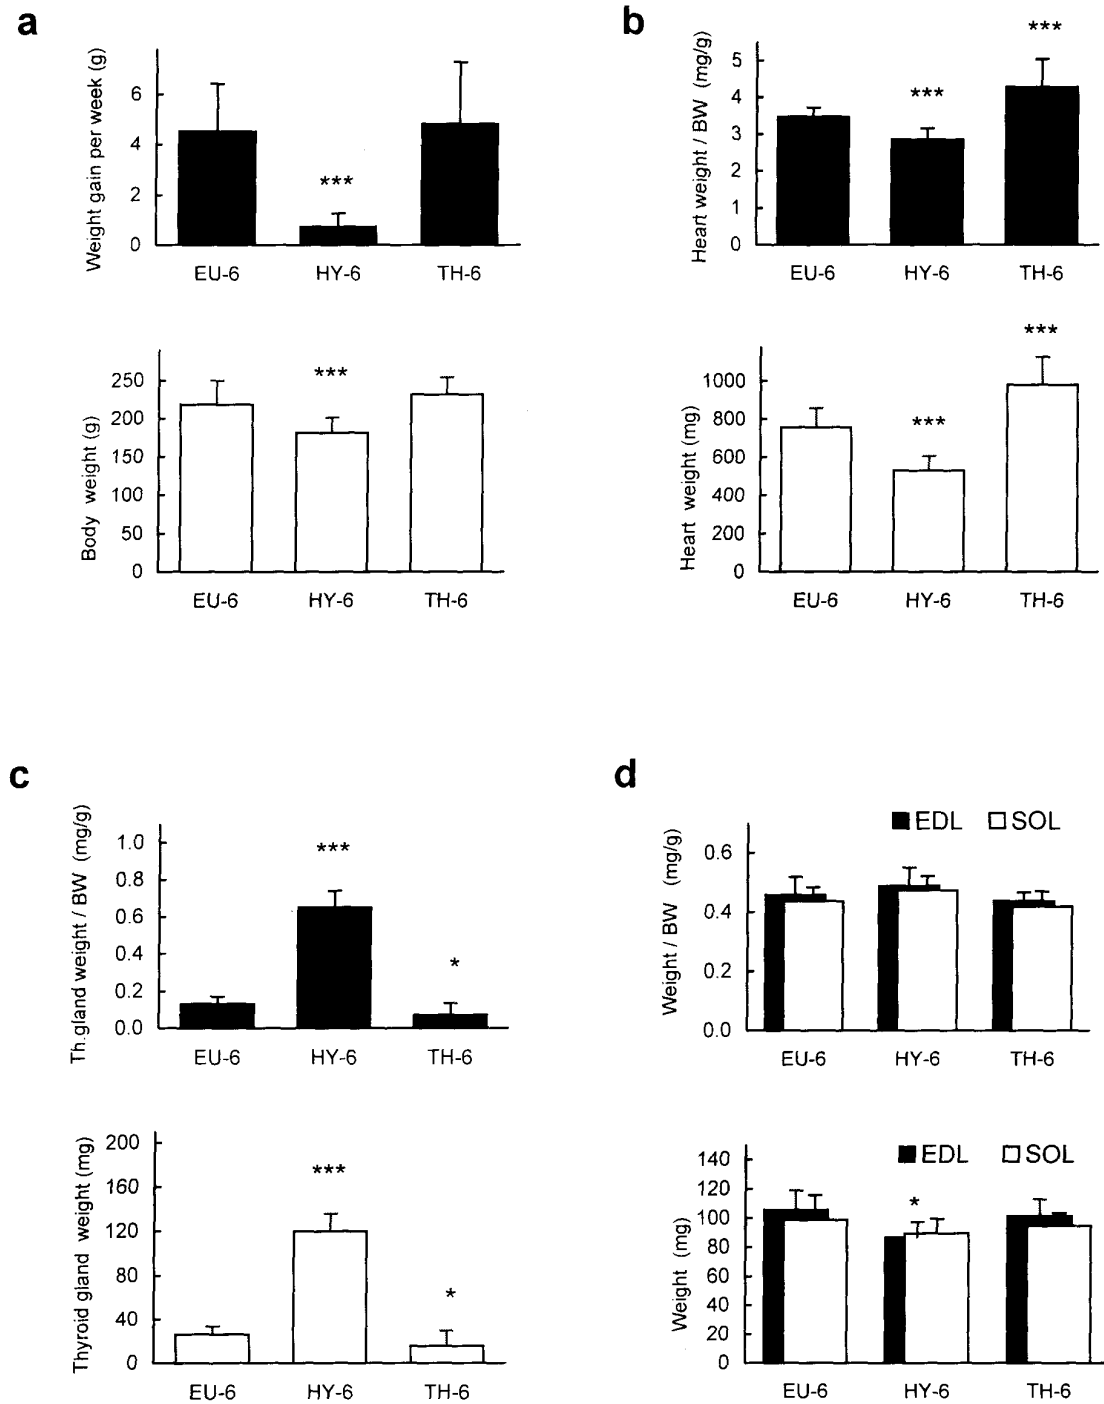 a
Weight gain per week (g)
6
4
2
0
***
EU-6 HY-6 TH-6
Body weight (g)
250
200
150
100
50
0
***
EU-6 HY-6 TH-6
b
Heart weight / BW (mg/g)
5
4
3
2
1
0
***
***
EU-6 HY-6 TH-6
Heart weight (mg)
1000
800
600
400
200
0
***
***
EU-6 HY-6 TH-6
c
Th.gland weight / BW (mg/g)
1.0
0.8
0.6
0.4
0.2
0.0
***
*
EU-6 HY-6 TH-6
Thyroid gland weight (mg)
200
160
120
80
40
0
***
*
EU-6 HY-6 TH-6
d
EDL SOL
Weight / BW (mg/g)
0.6
0.4
0.2
0.0
EU-6 HY-6 TH-6
EDL SOL
Weight (mg)
140
120
100
80
60
40
20
0
*
EU-6 HY-6 TH-6